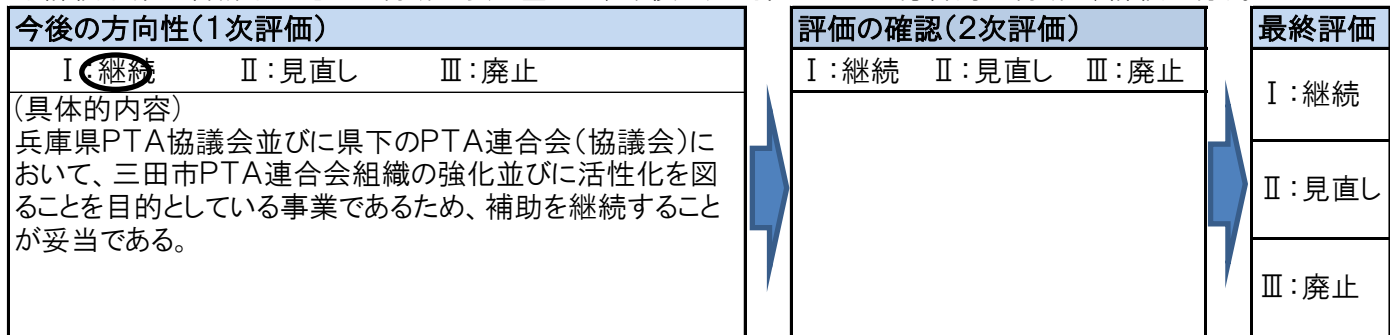 今後の方向性(1次評価)
Ⅰ:継続 Ⅱ:見直し Ⅲ:廃止
(具体的内容)
兵庫県PTA協議会並びに県下のPTA連合会(協議会)に
おいて、三田市PTA連合会組織の強化並びに活性化を図
ることを目的としている事業であるため、補助を継続すること
が妥当である。
評価の確認(2次評価)
Ⅰ:継続 Ⅱ:見直し Ⅲ:廃止
最終評価
Ⅰ:継続
Ⅱ:見直し
Ⅲ:廃止